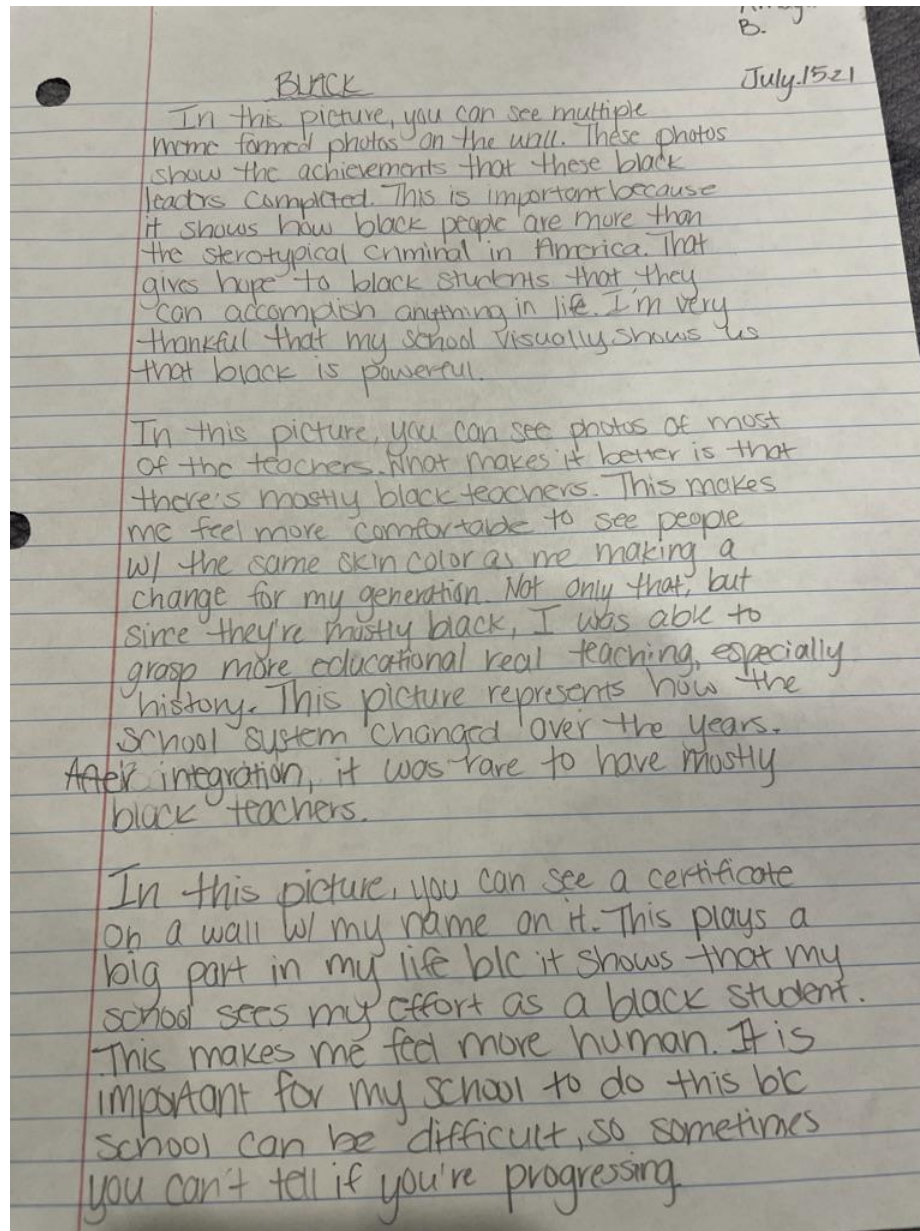 B.
July.15.21
BLACK
In this picture, you can see multiple
meme formed photos on the wall. These photos
show the achievements that these black
leaders completed. This is important because
it shows how black people are more than
the sterotypical criminal in America. That
gives hope to black students that they
can accomplish anything in life. I'm very
thankful that my school visually shows us
that black is powerful.
In this picture, you can see photos of most
of the teachers. What makes it better is that
there's mostly black teachers. This makes
me feel more comfortable to see people
w/ the same skin color as me making a
change for my generation. Not only that, but
since they're mostly black, I was able to
grasp more educational real teaching, especially
history. This picture represents how the
school system changed over the years.
After integration, it was rare to have mostly
black teachers.
In this picture, you can see a certificate
on a wall w/ my name on it. This plays a
big part in my life b/c it shows that my
school sees my effort as a black student.
This makes me feel more human. It is
important for my school to do this b/c
school can be difficult, so sometimes
you can't tell if you're progressing